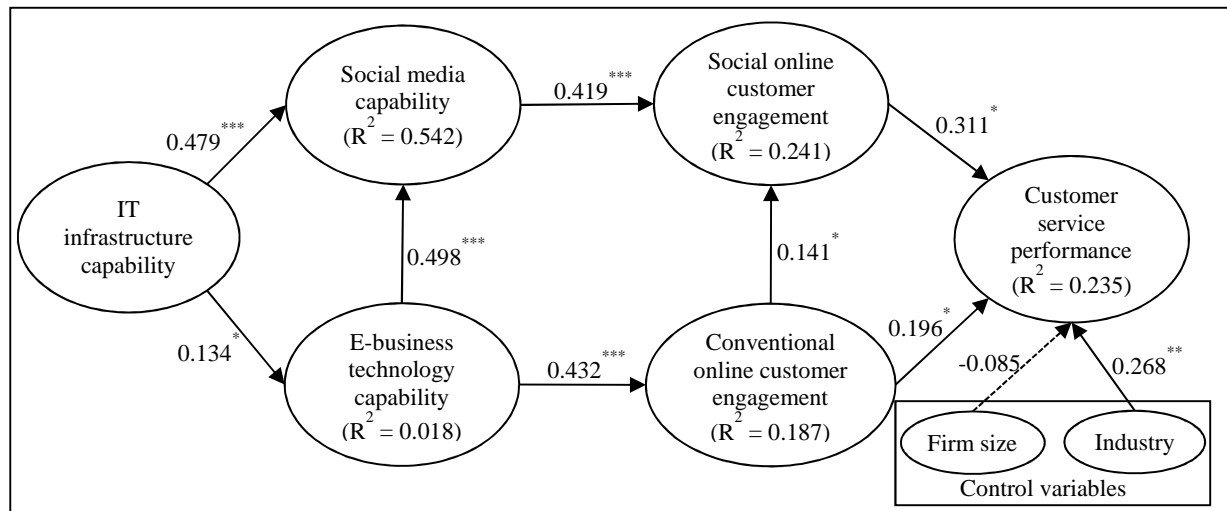 Social media
capability
(R² = 0.542)
0.419***
Social online
customer
engagement
(R² = 0.241)
0.479***
0.311*
IT
infrastructure
capability
Customer
service
performance
(R² = 0.235)
0.498***
0.141*
0.134*
E-business
technology
capability
(R² = 0.018)
0.432***
Conventional
online customer
engagement
(R² = 0.187)
0.196*
-0.085
0.268**
Firm size
Industry
Control variables